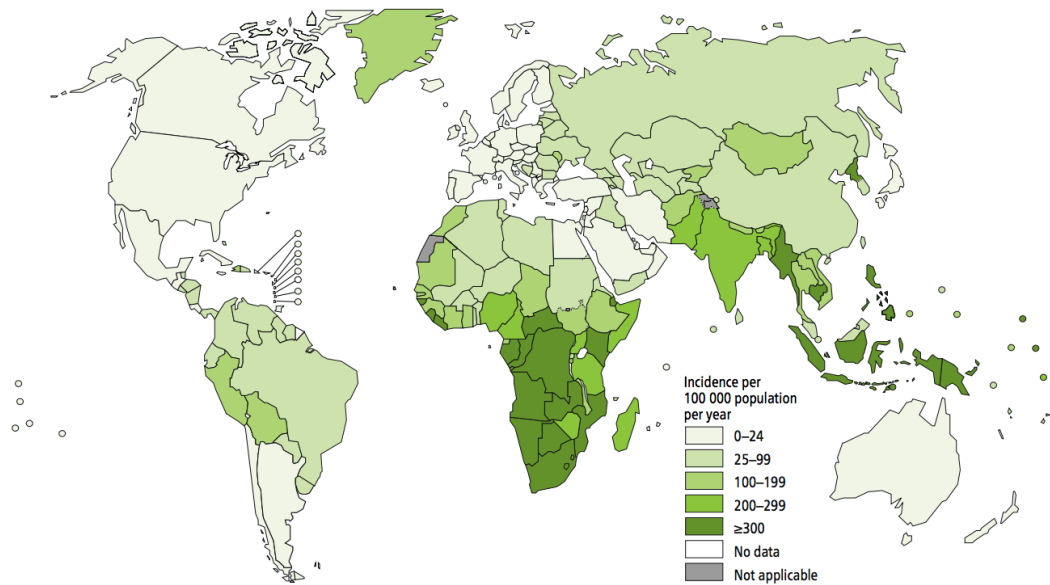 Incidence per
100 000 population
per year
0–24
25–99
100–199
200–299
≥300
No data
Not applicable